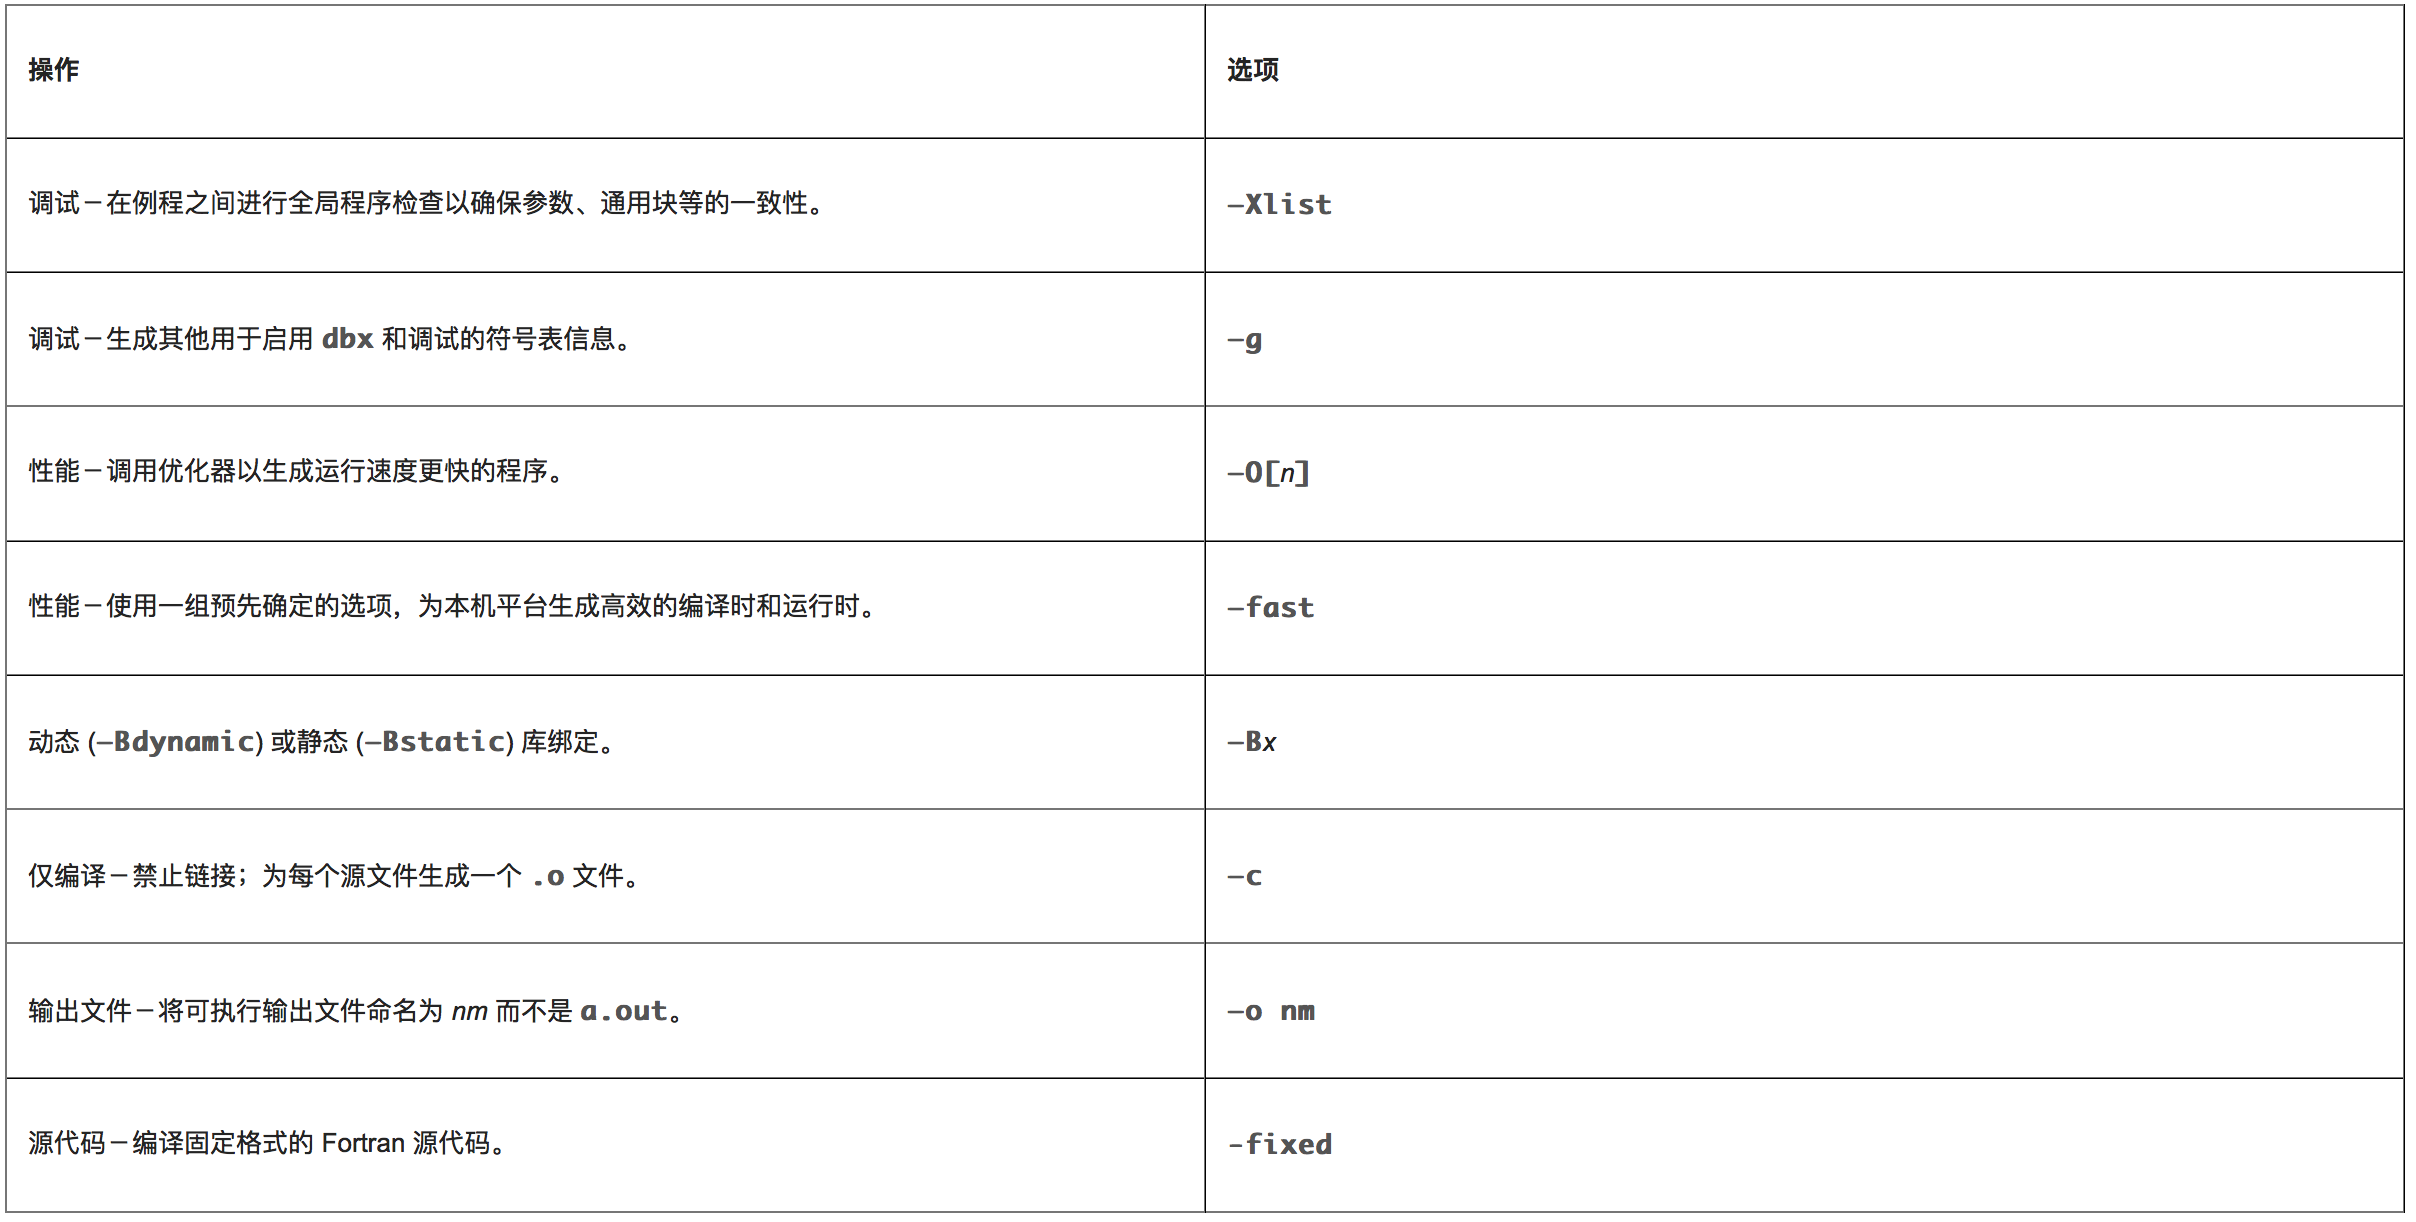 操作
选项
调试－在例程之间进行全局程序检查以确保参数、通用块等的一致性。
–Xlist
调试－生成其他用于启用 dbx 和调试的符号表信息。
–g
性能－调用优化器以生成运行速度更快的程序。
–O[n]
性能－使用一组预先确定的选项，为本机平台生成高效的编译时和运行时。
–fast
动态 (–Bdynamic) 或静态 (–Bstatic) 库绑定。
–Bx
仅编译－禁止链接；为每个源文件生成一个 .o 文件。
–c
输出文件－将可执行输出文件命名为 nm 而不是 a.out。
–o nm
源代码－编译固定格式的 Fortran 源代码。
-fixed